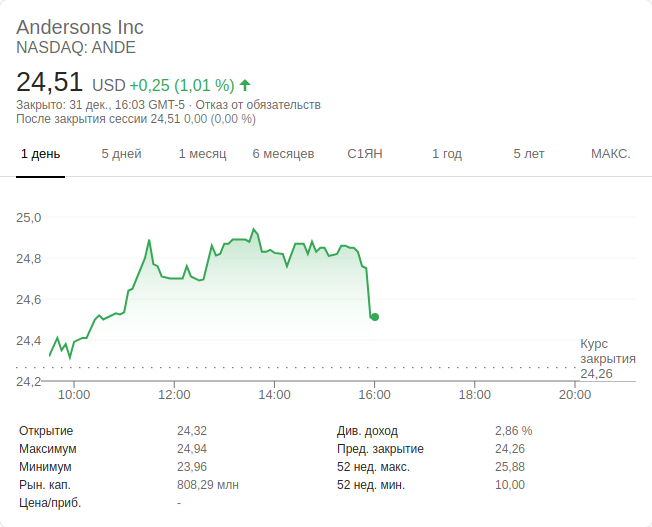 Andersons Inc
NASDAQ: ANDE
24,51 USD +0,25 (1,01 %)
Закрыто: 31 дек., 16:03 GMT-5 · Отказ от обязательств
После закрытия сессии 24,51 0,00 (0,00 %)
1 день 5 дней 1 месяц 6 месяцев С1ЯН 1 год 5 лет МАКС.
25,0
24,8
24,6
24,4
24,2
Курс
закрытия
24,26
10:00 12:00 14:00 16:00 18:00 20:00
Открытие 24,32 Див. доход 2,86 %
Максимум 24,94 Пред. закрытие 24,26
Минимум 23,96 52 нед. макс. 25,88
Рын. кап. 808,29 млн 52 нед. мин. 10,00
Цена/приб. -